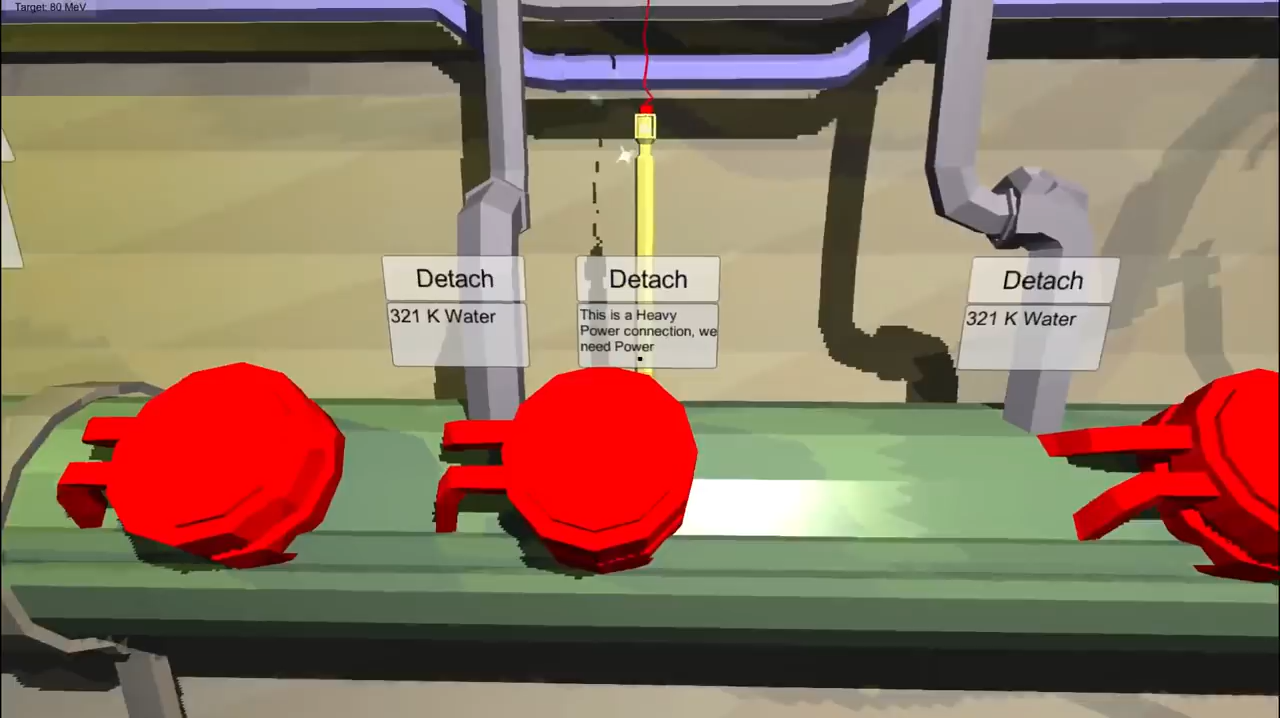 Target: 80 MeV
Detach
321 K Water
Detach
This is a Heavy
Power connection, we
need Power
Detach
321 K Water